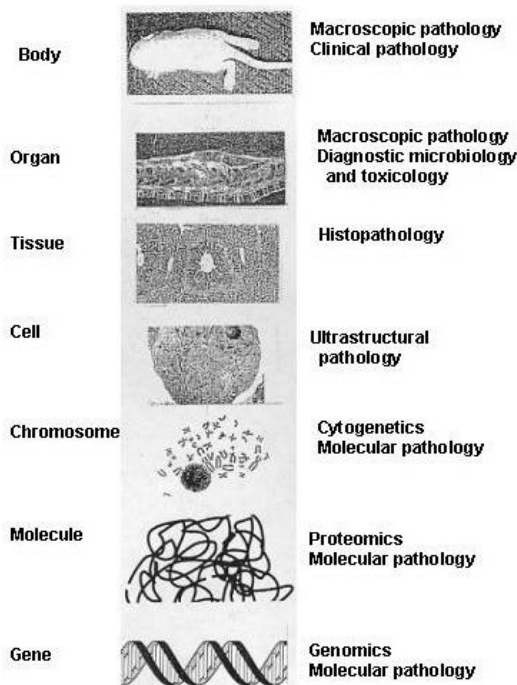 Body
Macroscopic pathology
Clinical pathology
Organ
Macroscopic pathology
Diagnostic microbiology
and toxicology
Tissue
Histopathology
Cell
Ultrastructural
pathology
Chromosome
Cytogenetics
Molecular pathology
Molecule
Proteomics
Molecular pathology
Gene
Genomics
Molecular pathology